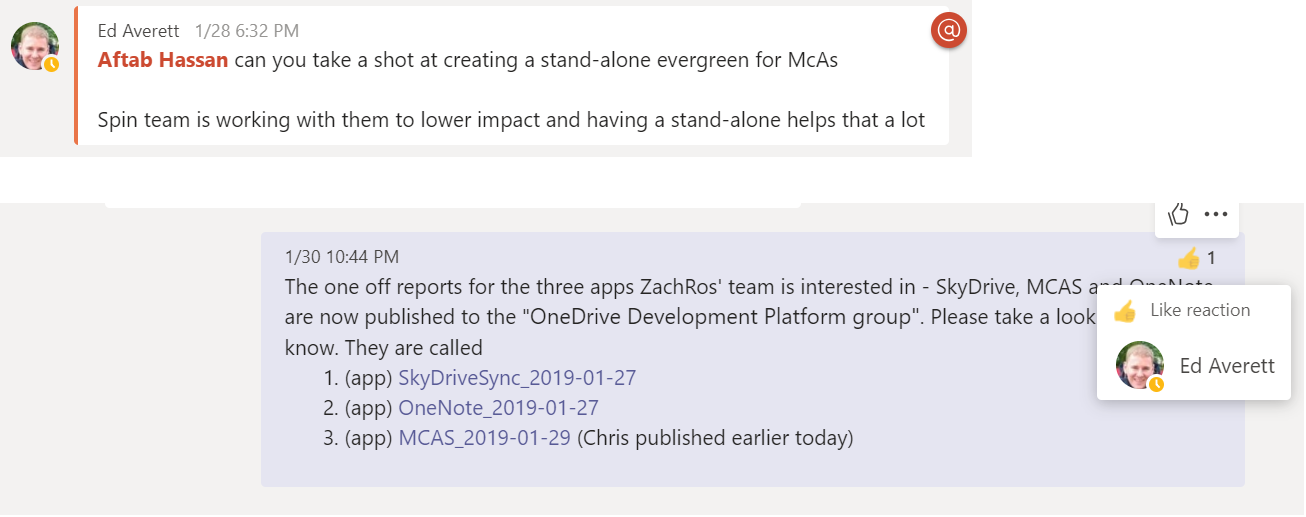 Ed Averett 1/28 6:32 PM
@
Aftab Hassan can you take a shot at creating a stand-alone evergreen for McAs
Spin team is working with them to lower impact and having a stand-alone helps that a lot
1/30 10:44 PM
1
The one off reports for the three apps ZachRos' team is interested in - SkyDrive, MCAS and OneNote
are now published to the "OneDrive Development Platform group". Please take a look
know. They are called
1. (app) SkyDriveSync_2019-01-27
2. (app) OneNote_2019-01-27
3. (app) MCAS_2019-01-29 (Chris published earlier today)
Like reaction
Ed Averett